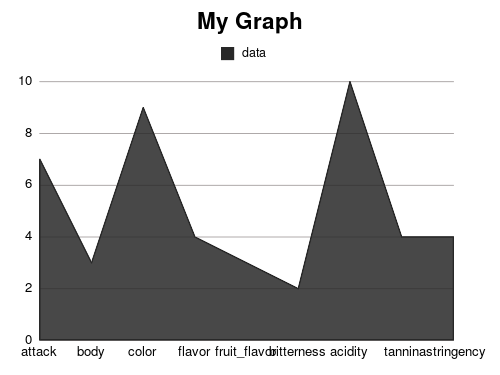 My Graph
data
10
8
6
4
2
0
attack body color flavor fruit_flavor bitterness acidity tannin astringency